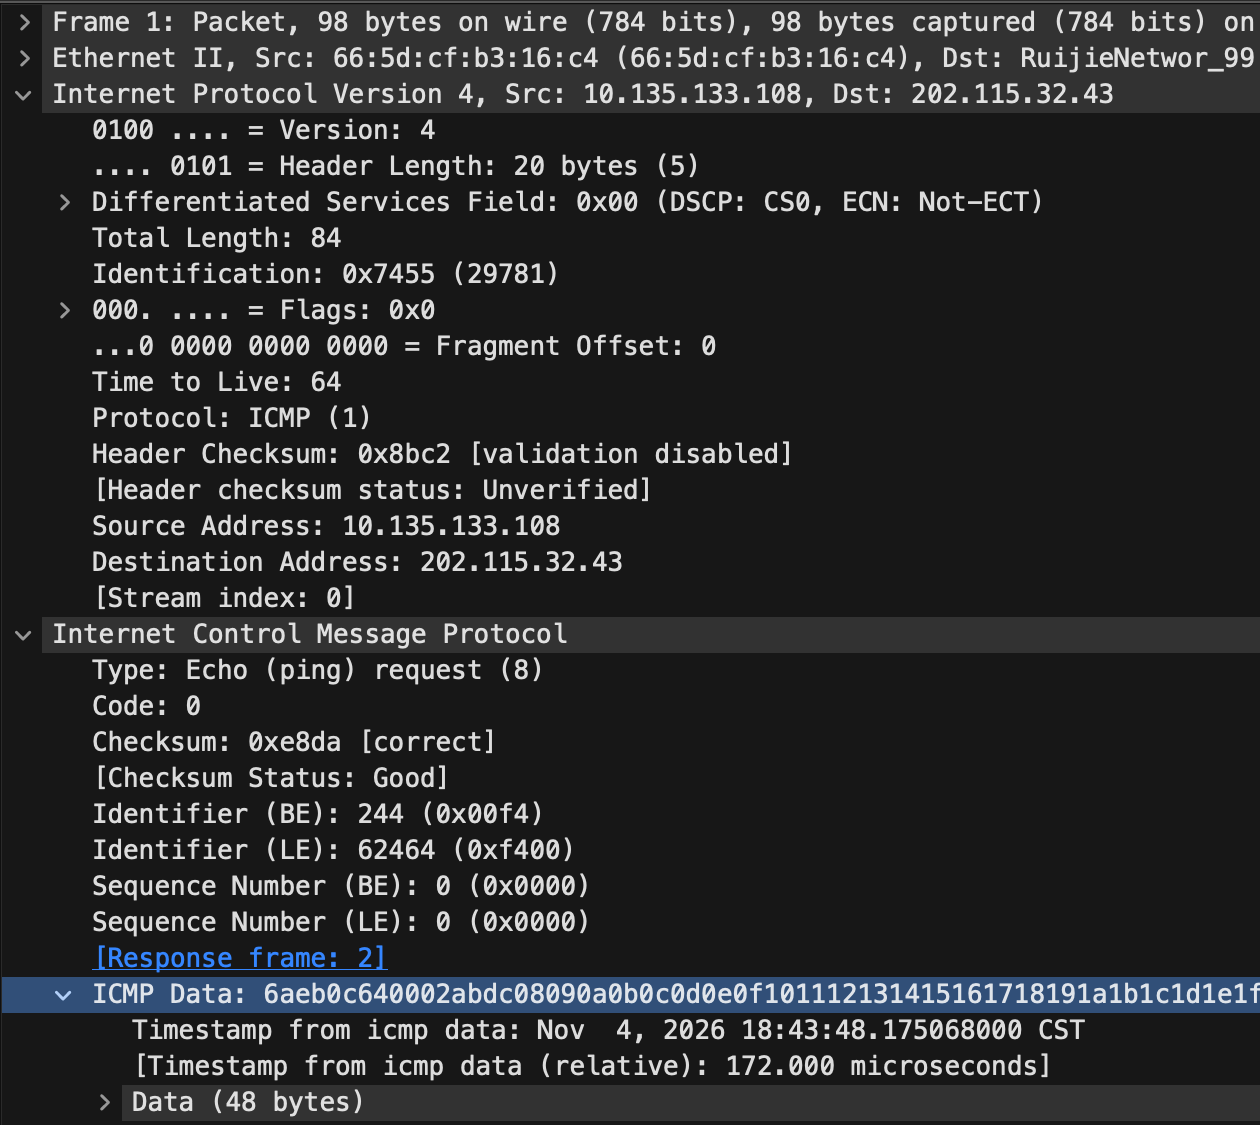 Frame 1: Packet, 98 bytes on wire (784 bits), 98 bytes captured (784 bits) on
Ethernet II, Src: 66:5d:cf:b3:16:c4 (66:5d:cf:b3:16:c4), Dst: RuijieNetwor_99
Internet Protocol Version 4, Src: 10.135.133.108, Dst: 202.115.32.43
0100 .... = Version: 4
.... 0101 = Header Length: 20 bytes (5)
Differentiated Services Field: 0x00 (DSCP: CS0, ECN: Not-ECT)
Total Length: 84
Identification: 0x7455 (29781)
000. .... = Flags: 0x0
...0 0000 0000 0000 = Fragment Offset: 0
Time to Live: 64
Protocol: ICMP (1)
Header Checksum: 0x8bc2 [validation disabled]
[Header checksum status: Unverified]
Source Address: 10.135.133.108
Destination Address: 202.115.32.43
[Stream index: 0]
Internet Control Message Protocol
Type: Echo (ping) request (8)
Code: 0
Checksum: 0xe8da [correct]
[Checksum Status: Good]
Identifier (BE): 244 (0x00f4)
Identifier (LE): 62464 (0xf400)
Sequence Number (BE): 0 (0x0000)
Sequence Number (LE): 0 (0x0000)
[Response frame: 2]
ICMP Data: 6aeb0c640002abdc08090a0b0c0d0e0f101112131415161718191a1b1c1d1e1f
Timestamp from icmp data: Nov  4, 2026 18:43:48.175068000 CST
[Timestamp from icmp data (relative): 172.000 microseconds]
Data (48 bytes)